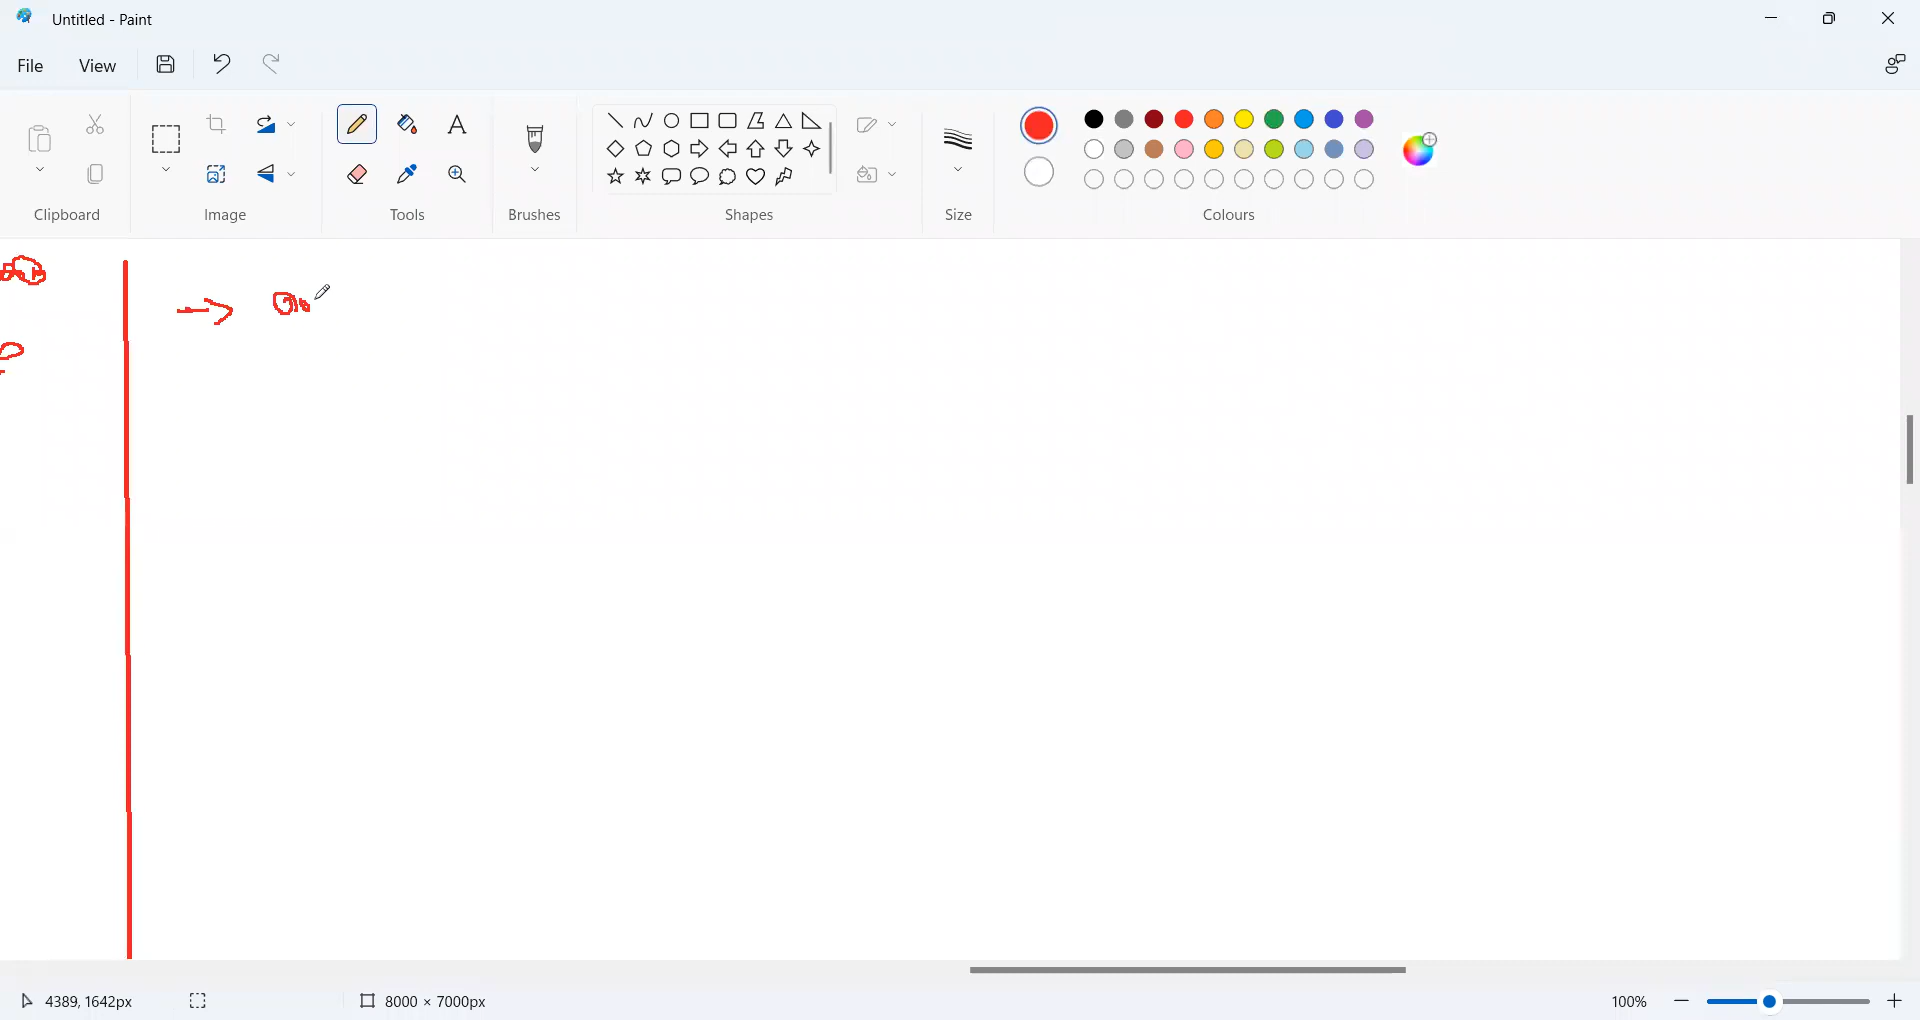 Untitled - Paint
File View
Clipboard Image Tools Brushes Shapes Size Colours
4389, 1642px 8000 × 7000px 100%